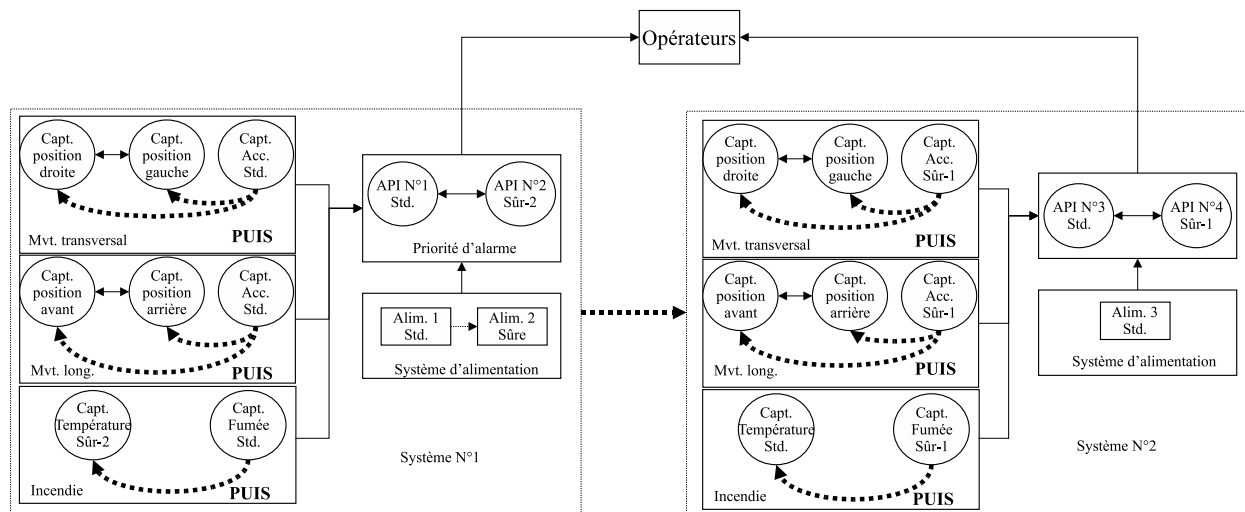 Opérateurs
Capt.
position
droite
Capt.
position
gauche
Capt.
Acc.
Std.
PUIS
Mvt. transversal
Capt.
position
avant
Capt.
position
arrière
Capt.
Acc.
Std.
PUIS
Mvt. long.
Capt.
Température
Sûr-2
Capt.
Fumée
Std.
PUIS
Incendie
API N°1
Std.
API N°2
Sûr-2
Priorité d’alarme
Alim. 1
Std.
Alim. 2
Sûre
Système d’alimentation
Système N°1
Capt.
position
droite
Capt.
position
gauche
Capt.
Acc.
Sûr-1
PUIS
Mvt. transversal
Capt.
position
avant
Capt.
position
arrière
Capt.
Acc.
Sûr-1
PUIS
Mvt. long.
Capt.
Température
Std.
Capt.
Fumée
Sûr-1
PUIS
Incendie
API N°3
Std.
API N°4
Sûr-1
Alim. 3
Std.
Système d’alimentation
Système N°2